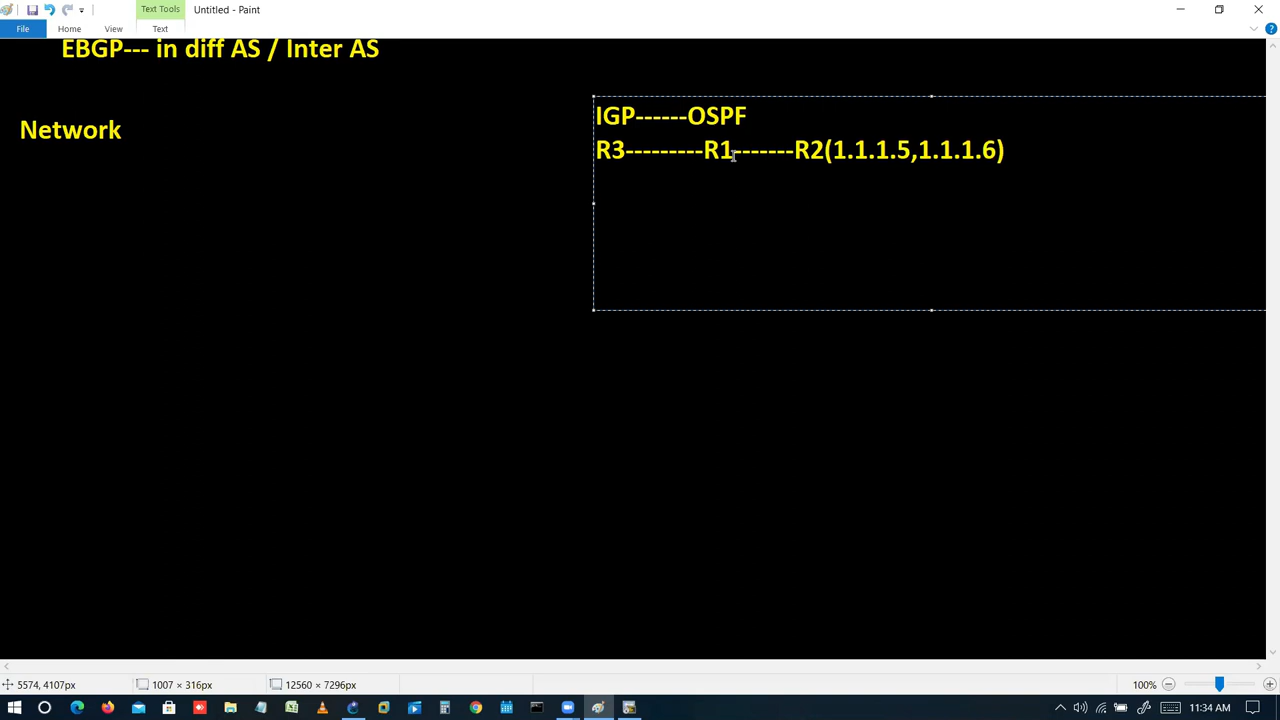 Text Tools
Untitled - Paint
File
Home
View
Text
EBGP--- in diff AS / Inter AS
IGP------OSPF
Network
R3---------R1-------R2(1.1.1.5,1.1.1.6)
5574, 4107px
1007 × 316px
12560 × 7296px
100%
11:34 AM